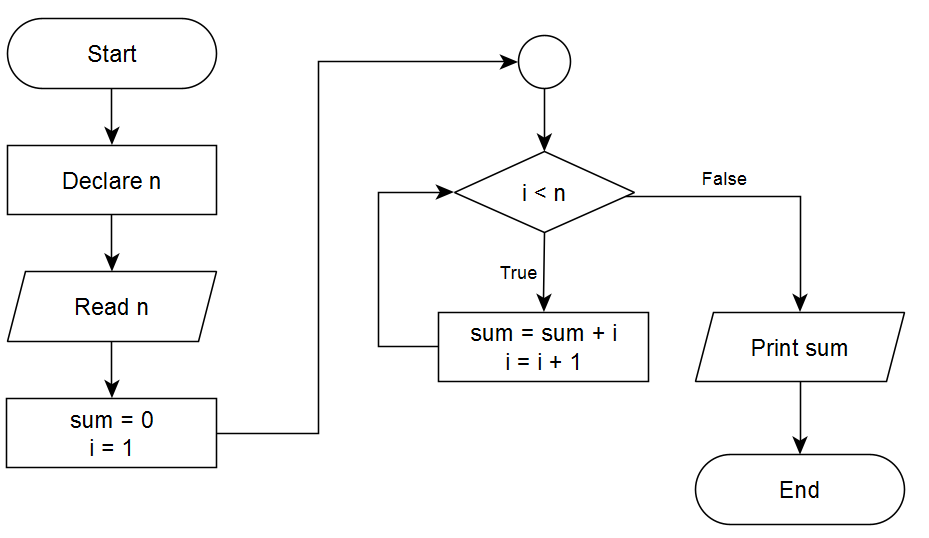 Start
Declare n
Read n
sum = 0
i = 1
i < n
True
sum = sum + i
i = i + 1
False
Print sum
End